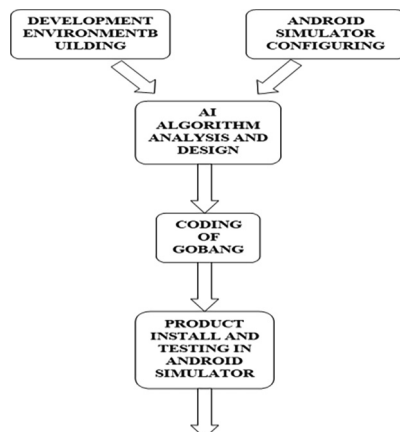 DEVELOPMENT
ENVIRONMENTB
UILDING
ANDROID
SIMULATOR
CONFIGURING
AI
ALGORITHM
ANALYSIS AND
DESIGN
CODING
OF
GOBANG
PRODUCT
INSTALL AND
TESTING IN
ANDROID
SIMULATOR